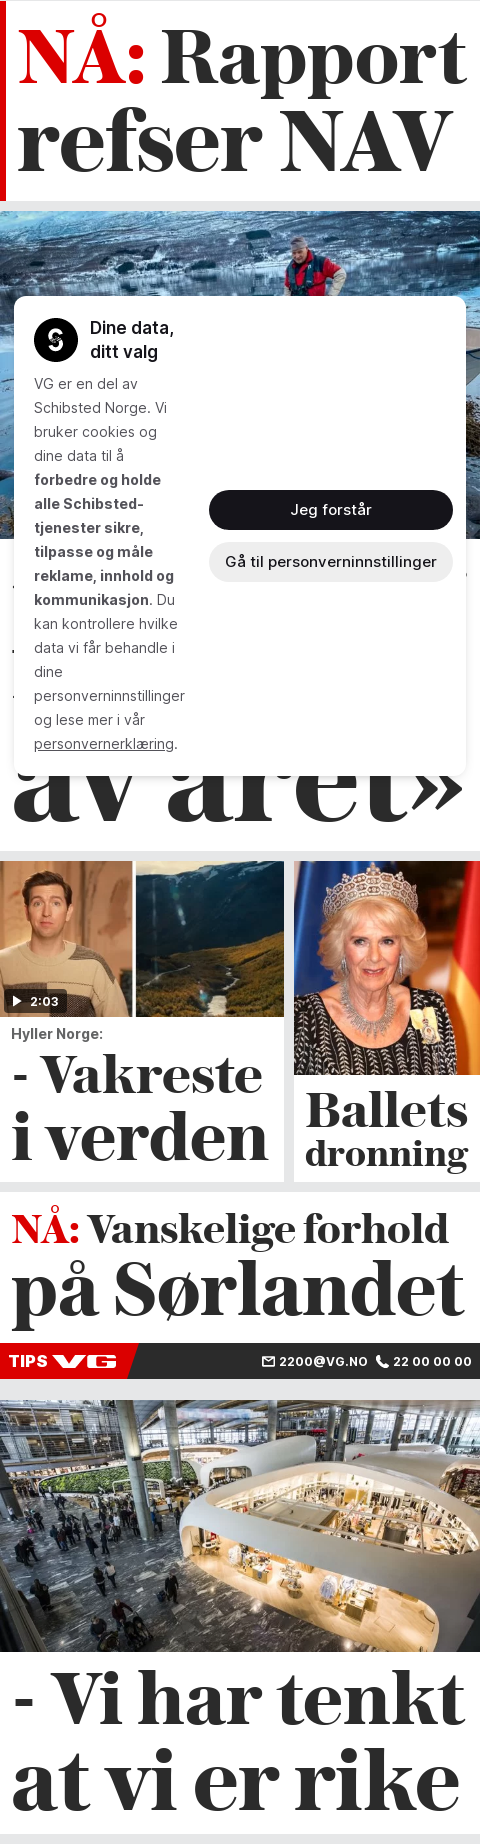 NÅ: Rapport
refser NAV
Dine data,
ditt valg
VG er en del av
Schibsted Norge. Vi
bruker cookies og
dine data til å
forbedre og holde
alle Schibsted-
tjenester sikre,
tilpasse og måle
reklame, innhold og
kommunikasjon. Du
kan kontrollere hvilke
data vi får behandle i
dine
personverninnstillinger
og lese mer i vår
personvernerklæring.
Jeg forstår
Gå til personverninnstillinger
av året»
2:03
Hyller Norge:
- Vakreste
i verden
Ballets
dronning
NÅ: Vanskelige forhold
på Sørlandet
TIPS VG
2200@VG.NO 22 00 00 00
- Vi har tenkt
at vi er rike